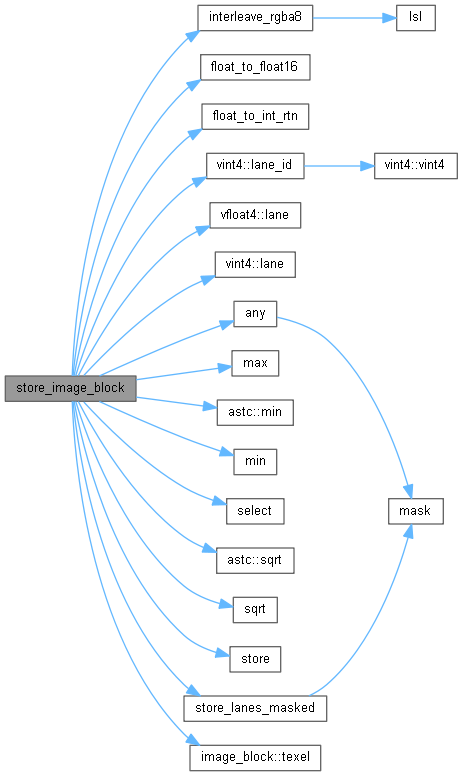 interleave_rgba8
lsl
float_to_float16
float_to_int_rtn
vint4::lane_id
vint4::vint4
vfloat4::lane
vint4::lane
any
max
store_image_block
astc::min
min
select
mask
astc::sqrt
sqrt
store
store_lanes_masked
image_block::texel